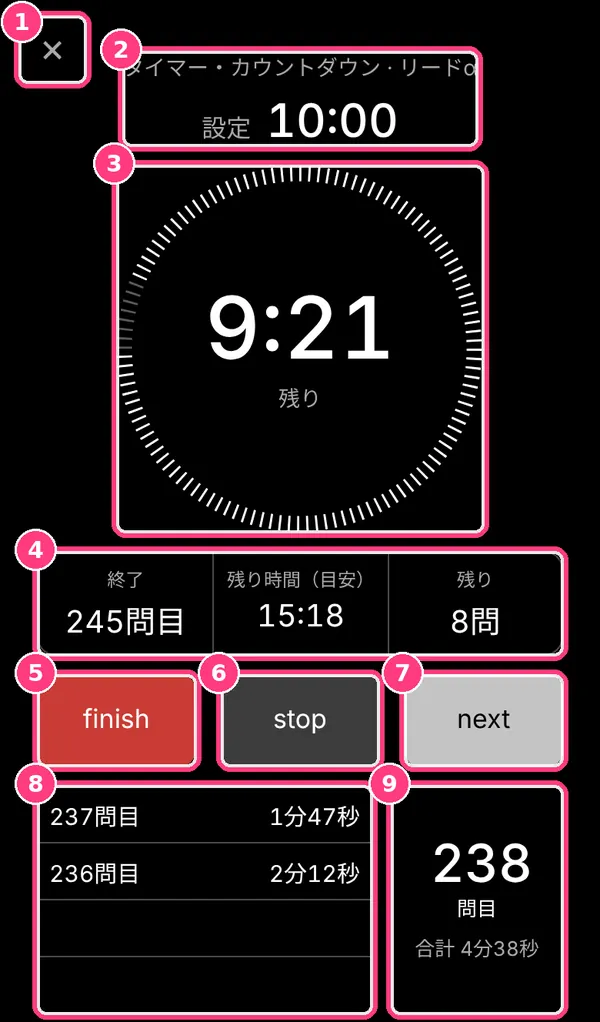 1
×
2
タイマー・カウントダウン · リードo
設定 10:00
3
9:21
残り
4
終了
245問目
残り時間（目安）
15:18
残り
8問
5
finish
6
stop
7
next
8
237問目 1分47秒
236問目 2分12秒
9
238
問目
合計 4分38秒